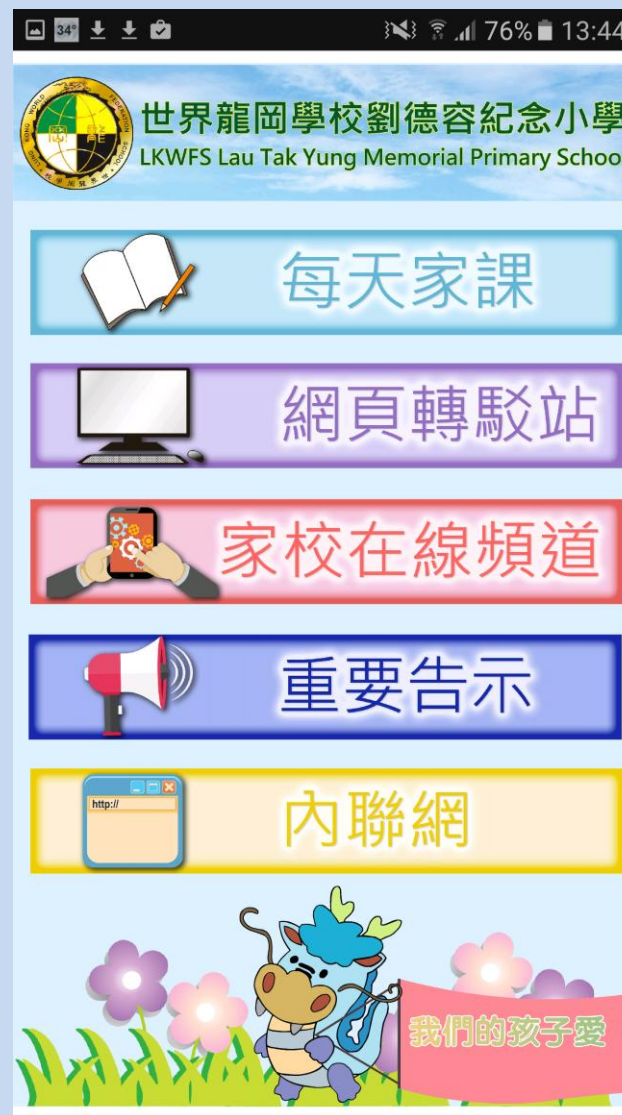 34°
76% 13:44
世界龍岡學校劉德容紀念小學
LKWFS Lau Tak Yung Memorial Primary Schoo
每天家課
網頁轉駁站
家校在線頻道
重要告示
http://
內聯網
我們的孩子愛